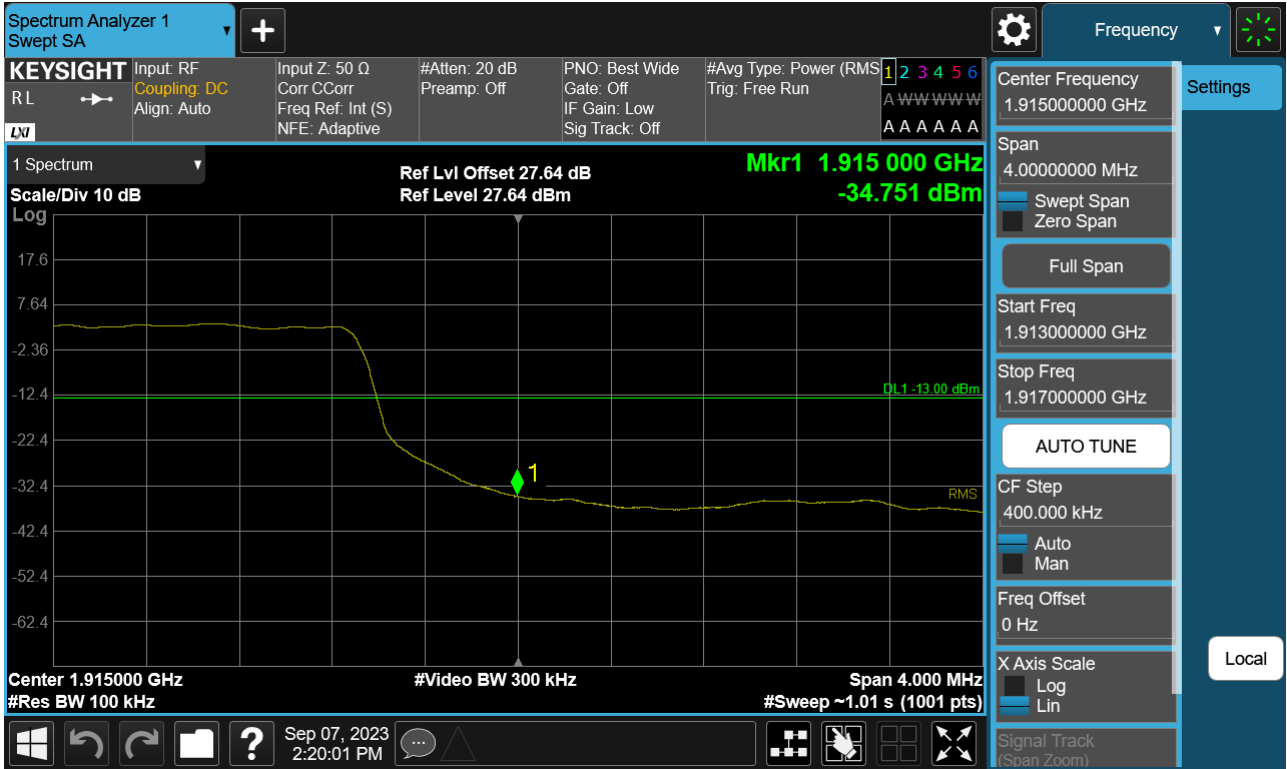 Spectrum Analyzer 1
Swept SA
Frequency
KEYSIGHT
RL
LXI
Input: RF
Coupling: DC
Align: Auto
Input Z: 50 Ω
Corr CCorr
Freq Ref: Int (S)
NFE: Adaptive
#Atten: 20 dB
Preamp: Off
PNO: Best Wide
Gate: Off
IF Gain: Low
Sig Track: Off
#Avg Type: Power (RMS
Trig: Free Run
1 2 3 4 5 6
A W W W W W
A A A A A A
1 Spectrum
Scale/Div 10 dB
Log
Ref Lvl Offset 27.64 dB
Ref Level 27.64 dBm
Mkr1 1.915 000 GHz
-34.751 dBm
17.6
7.64
-2.36
-12.4
-22.4
-32.4
-42.4
-52.4
-62.4
DL1 -13.00 dBm
1
RMS
Center 1.915000 GHz
#Video BW 300 kHz
Span 4.000 MHz
#Res BW 100 kHz
#Sweep ~1.01 s (1001 pts)
Center Frequency
1.915000000 GHz
Settings
Span
4.00000000 MHz
Swept Span
Zero Span
Full Span
Start Freq
1.913000000 GHz
Stop Freq
1.917000000 GHz
AUTO TUNE
CF Step
400.000 kHz
Auto
Man
Freq Offset
0 Hz
X Axis Scale
Log
Lin
Local
Signal Track
(Span Zoom)
?
Sep 07, 2023
2:20:01 PM